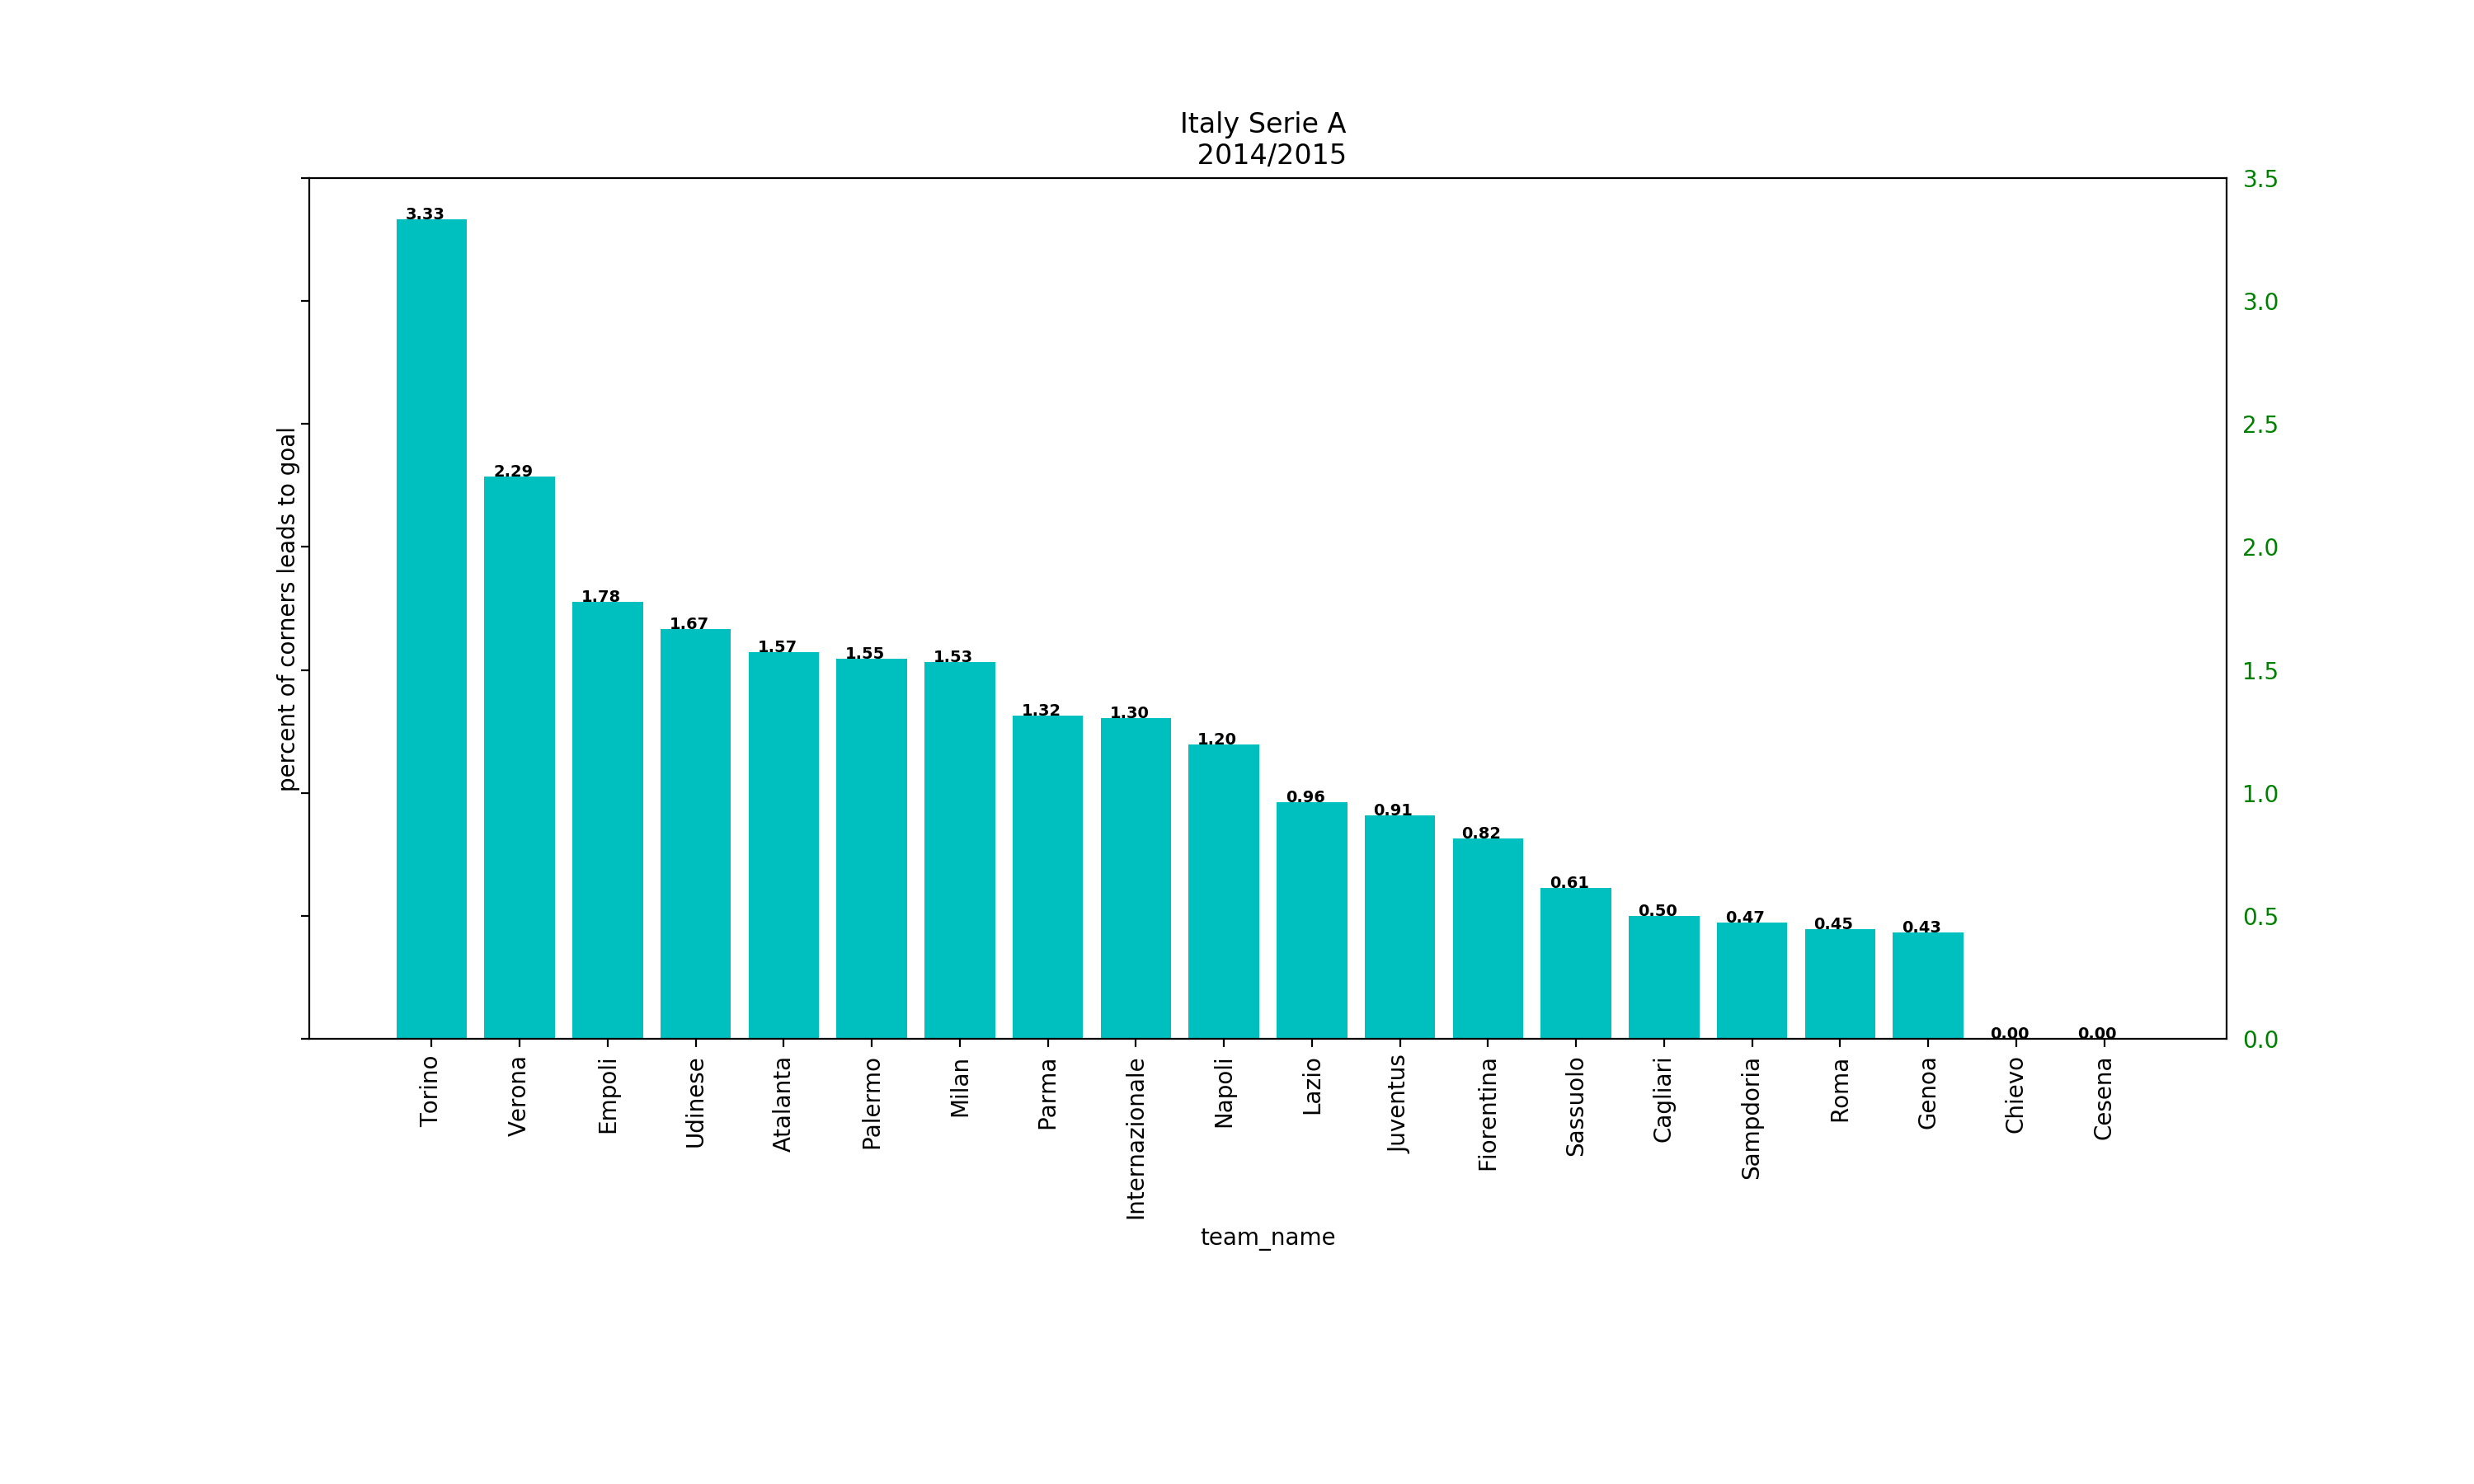 Italy Serie A
2014/2015
percent of corners leads to goal
3.5
3.0
2.5
2.0
1.5
1.0
0.5
0.0
3.33
2.29
1.78
1.67
1.57
1.55
1.53
1.32
1.30
1.20
0.96
0.91
0.82
0.61
0.50
0.47
0.45
0.43
0.00
0.00
Torino
Verona
Empoli
Udinese
Atalanta
Palermo
Milan
Parma
Internazionale
Napoli
Lazio
Juventus
Fiorentina
Sassuolo
Cagliari
Sampdoria
Roma
Genoa
Chievo
Cesena
team_name